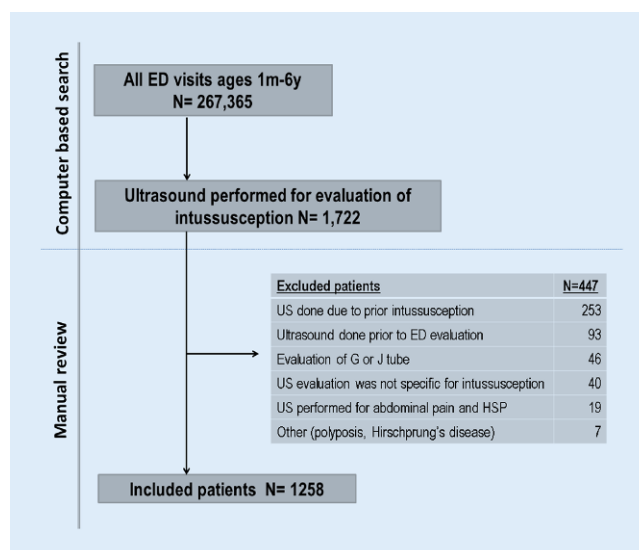 Computer based search
All ED visits ages 1m-6y
N= 267,365
Ultrasound performed for evaluation of
intussusception N= 1,722
Manual review
Excluded patients N=447
US done due to prior intussusception 253
Ultrasound done prior to ED evaluation 93
Evaluation of G or J tube 46
US evaluation was not specific for intussusception 40
US performed for abdominal pain and HSP 19
Other (polyposis, Hirschprung's disease) 7
Included patients N= 1258